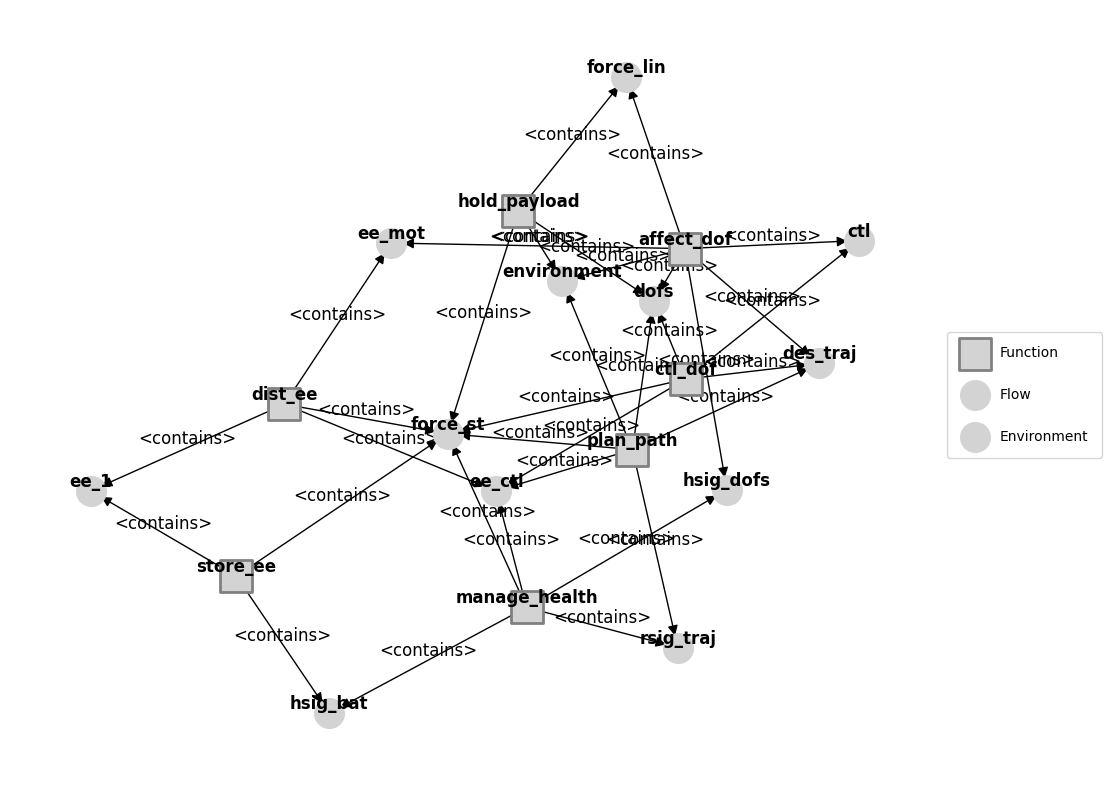 force_lin
<contains>
<contains>
hold_payload
ctl
ee_mot
<contains>
<contains>
<contains>
affect_dof
<contains>
<contains>
<contains>
environment
dofs
<contains>
<contains>
<contains>
<contains>
<contains>
Function
des_traj
<contains>
<contains>
<contains>
<contains>
ctl_dof
dist_ee
Flow
<contains>
<contains>
<contains>
force_st
<contains>
<contains>
Environment
<contains>
<contains>
plan_path
<contains>
ee_1
ee_ctl
hsig_dofs
<contains>
<contains>
<contains>
<contains>
<contains>
<contains>
store_ee
manage_health
<contains>
<contains>
rsig_traj
<contains>
hsig_bat